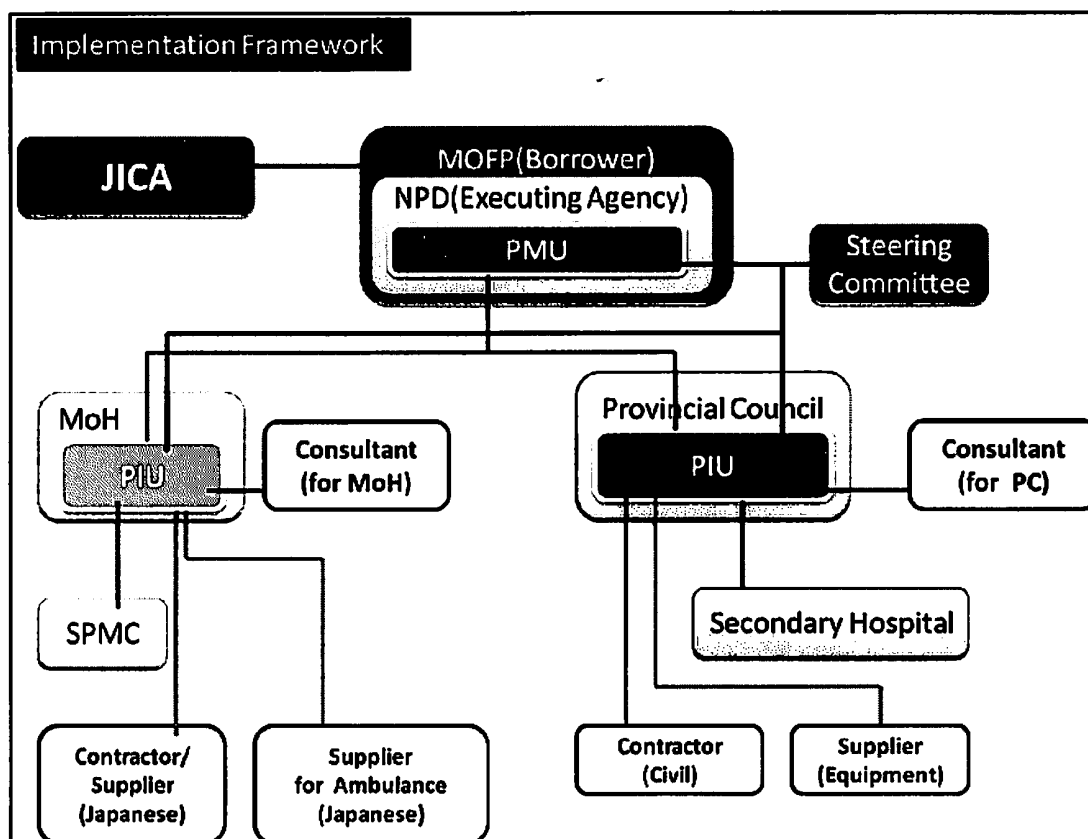 Implementation Framework
JICA
MOFP(Borrower)
NPD(Executing Agency)
PMU
Steering
Committee
MoH
PIU
Consultant
(for MoH)
Provincial Council
PIU
Consultant
(for PC)
SPMC
Secondary Hospital
Contractor/
Supplier
(Japanese)
Supplier
for Ambulance
(Japanese)
Contractor
(Civil)
Supplier
(Equipment)